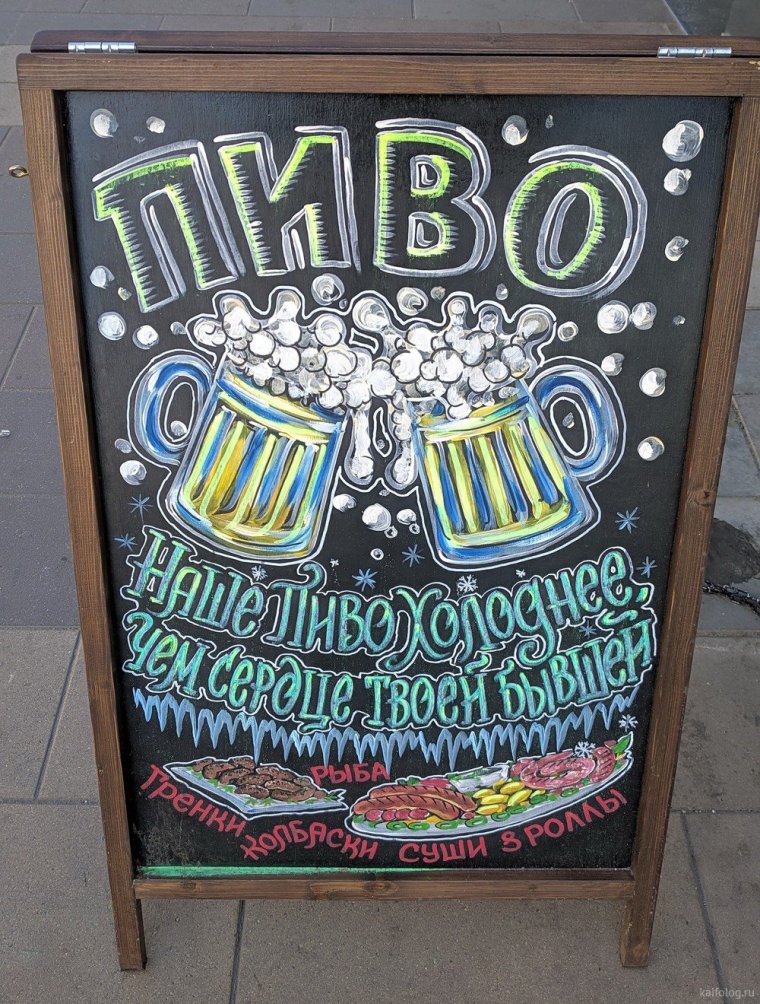 ПИВО
Наше Пиво Холоднее,
чем сердце твоей бывшей
РЫБА
ГРЕНКИ КОЛБАСКИ СУШИ & РОЛЛЫ
kaifolog.ru